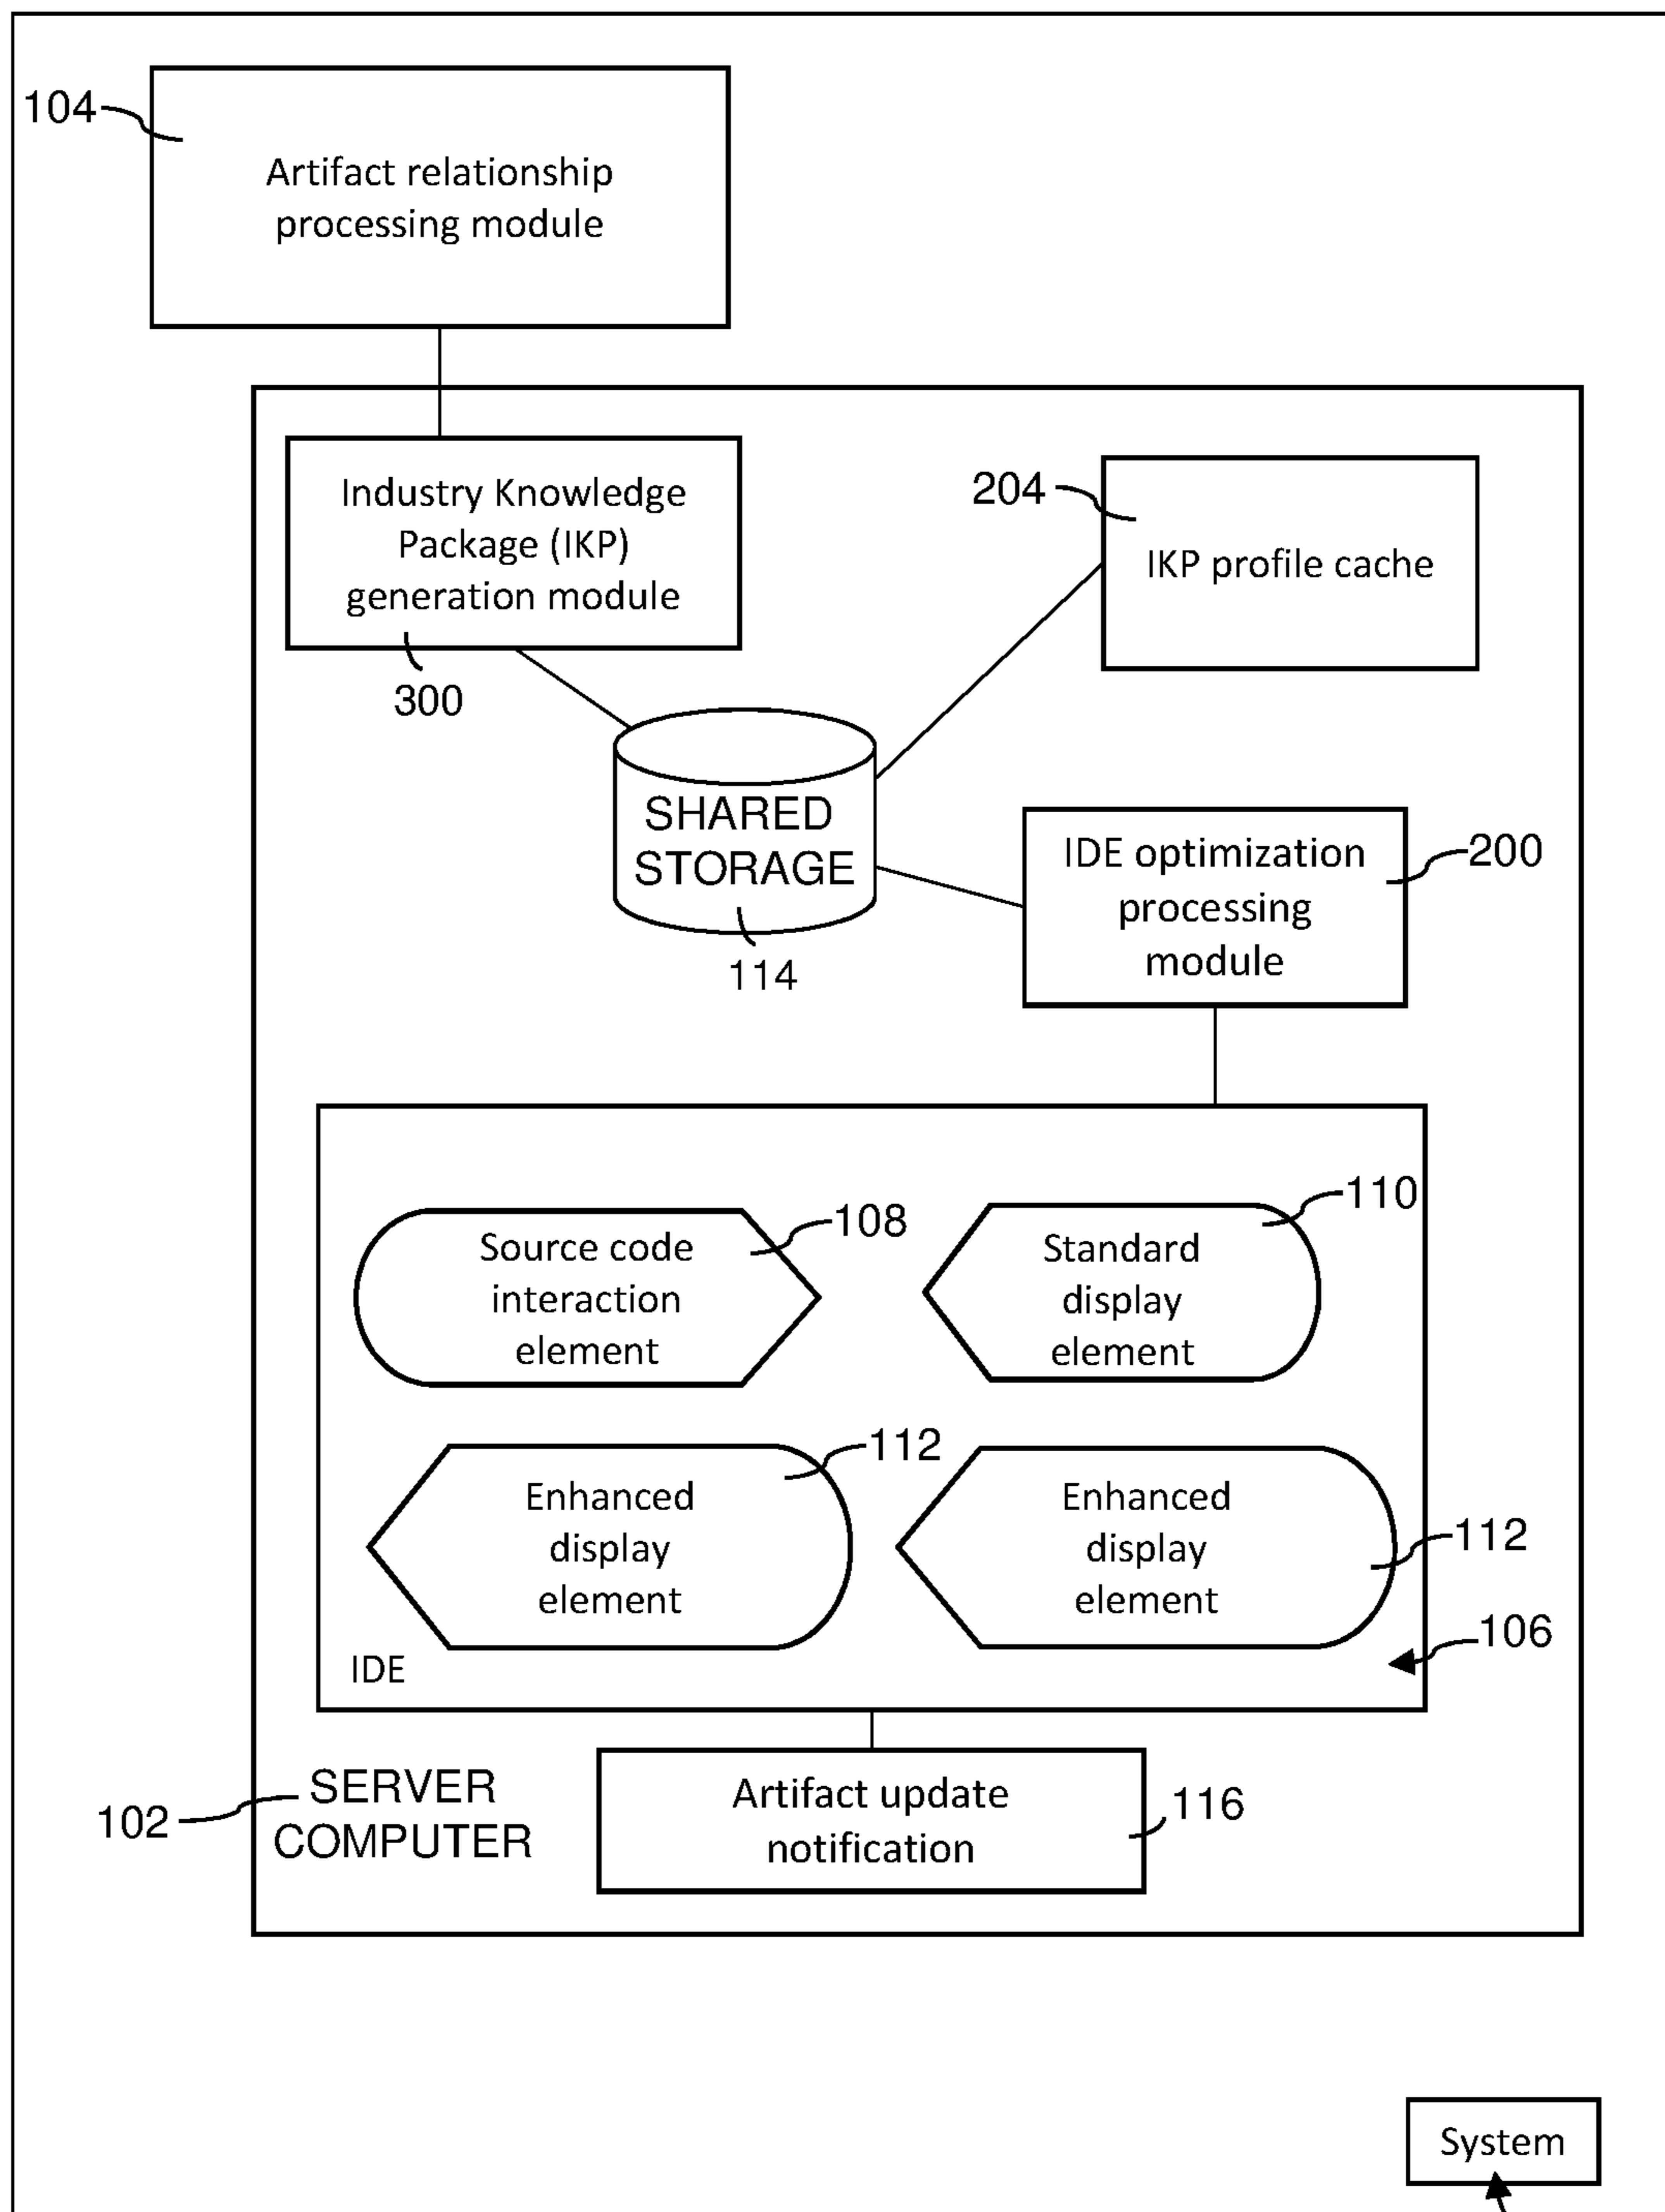 104
Artifact relationship
processing module
Industry Knowledge
Package (IKP)
generation module
300
204
IKP profile cache
SHARED
STORAGE
114
IDE optimization
processing
module
200
108
Source code
interaction
element
110
Standard
display
element
112
Enhanced
display
element
Enhanced
display
element
112
106
IDE
102
SERVER
COMPUTER
Artifact update
notification
116
System